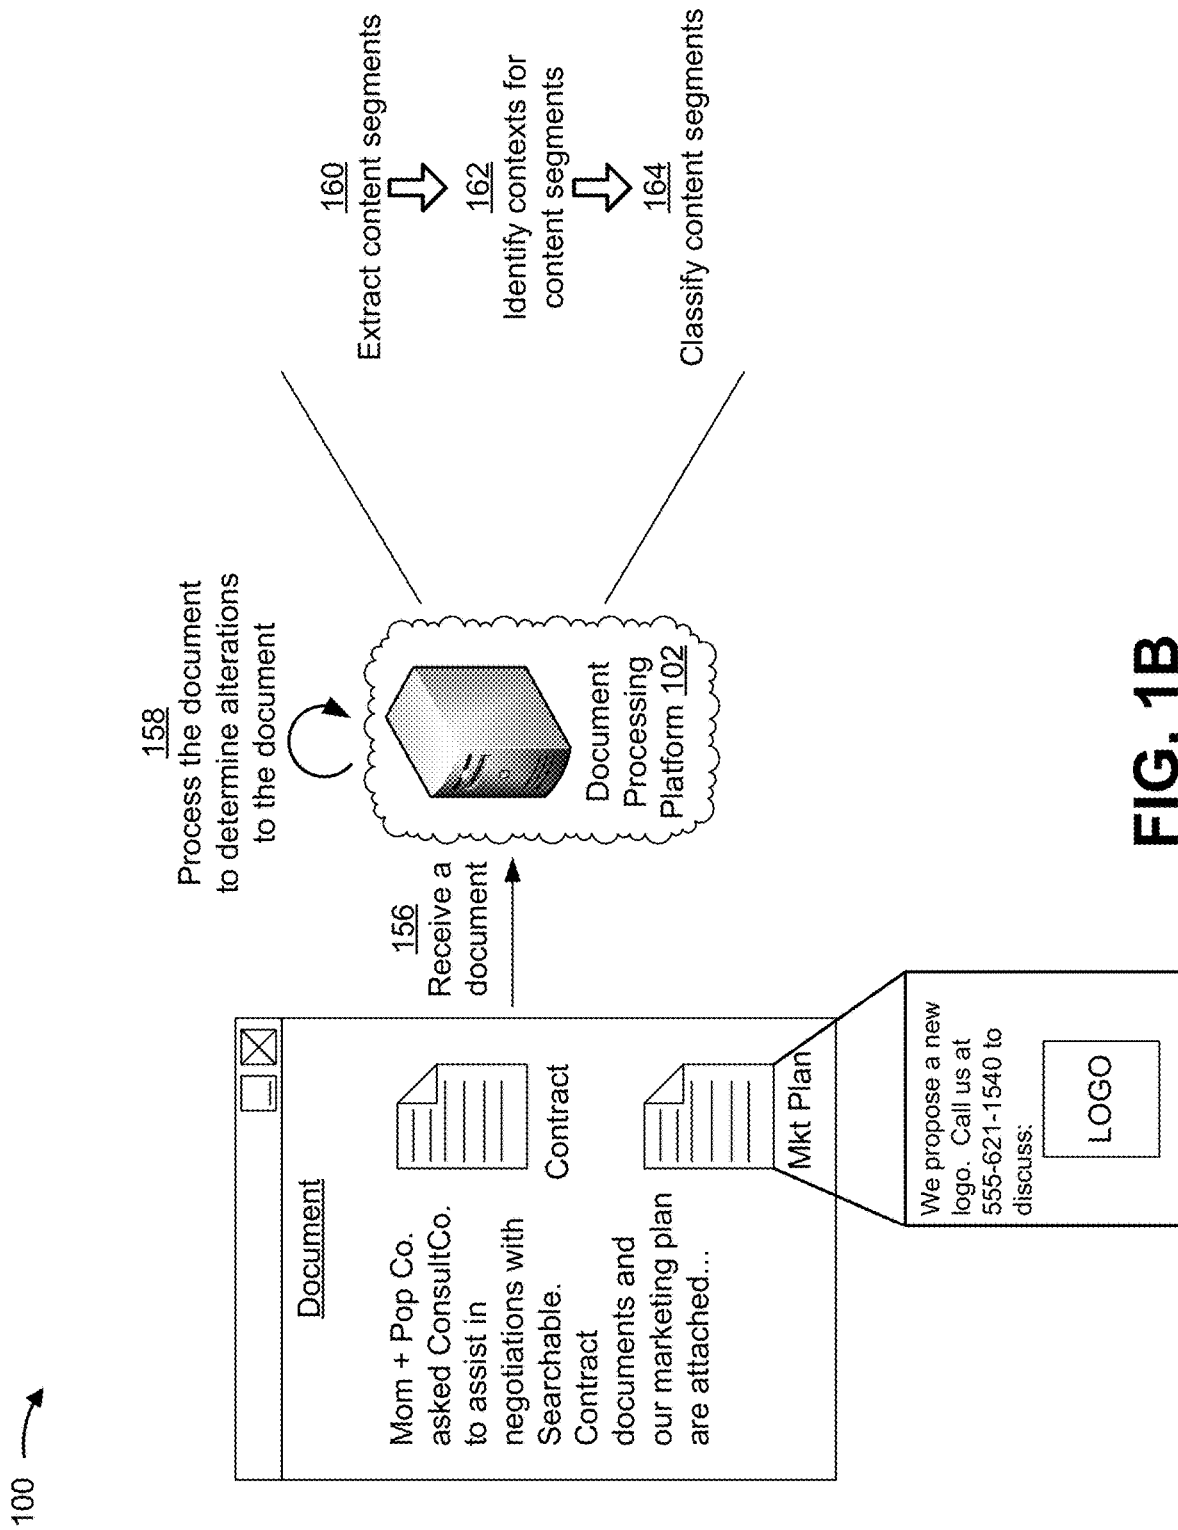 100
Document
Mom + Pop Co.
asked ConsultCo.
to assist in
negotiations with
Searchable.
Contract
documents and
our marketing plan
are attached...
Contract
Mkt Plan
We propose a new
logo. Call us at
555-621-1540 to
discuss:
LOGO
156
Receive a
document
158
Process the document
to determine alterations
to the document
Document
Processing
Platform 102
160
Extract content segments
162
Identify contexts for
content segments
164
Classify content segments
FIG. 1B